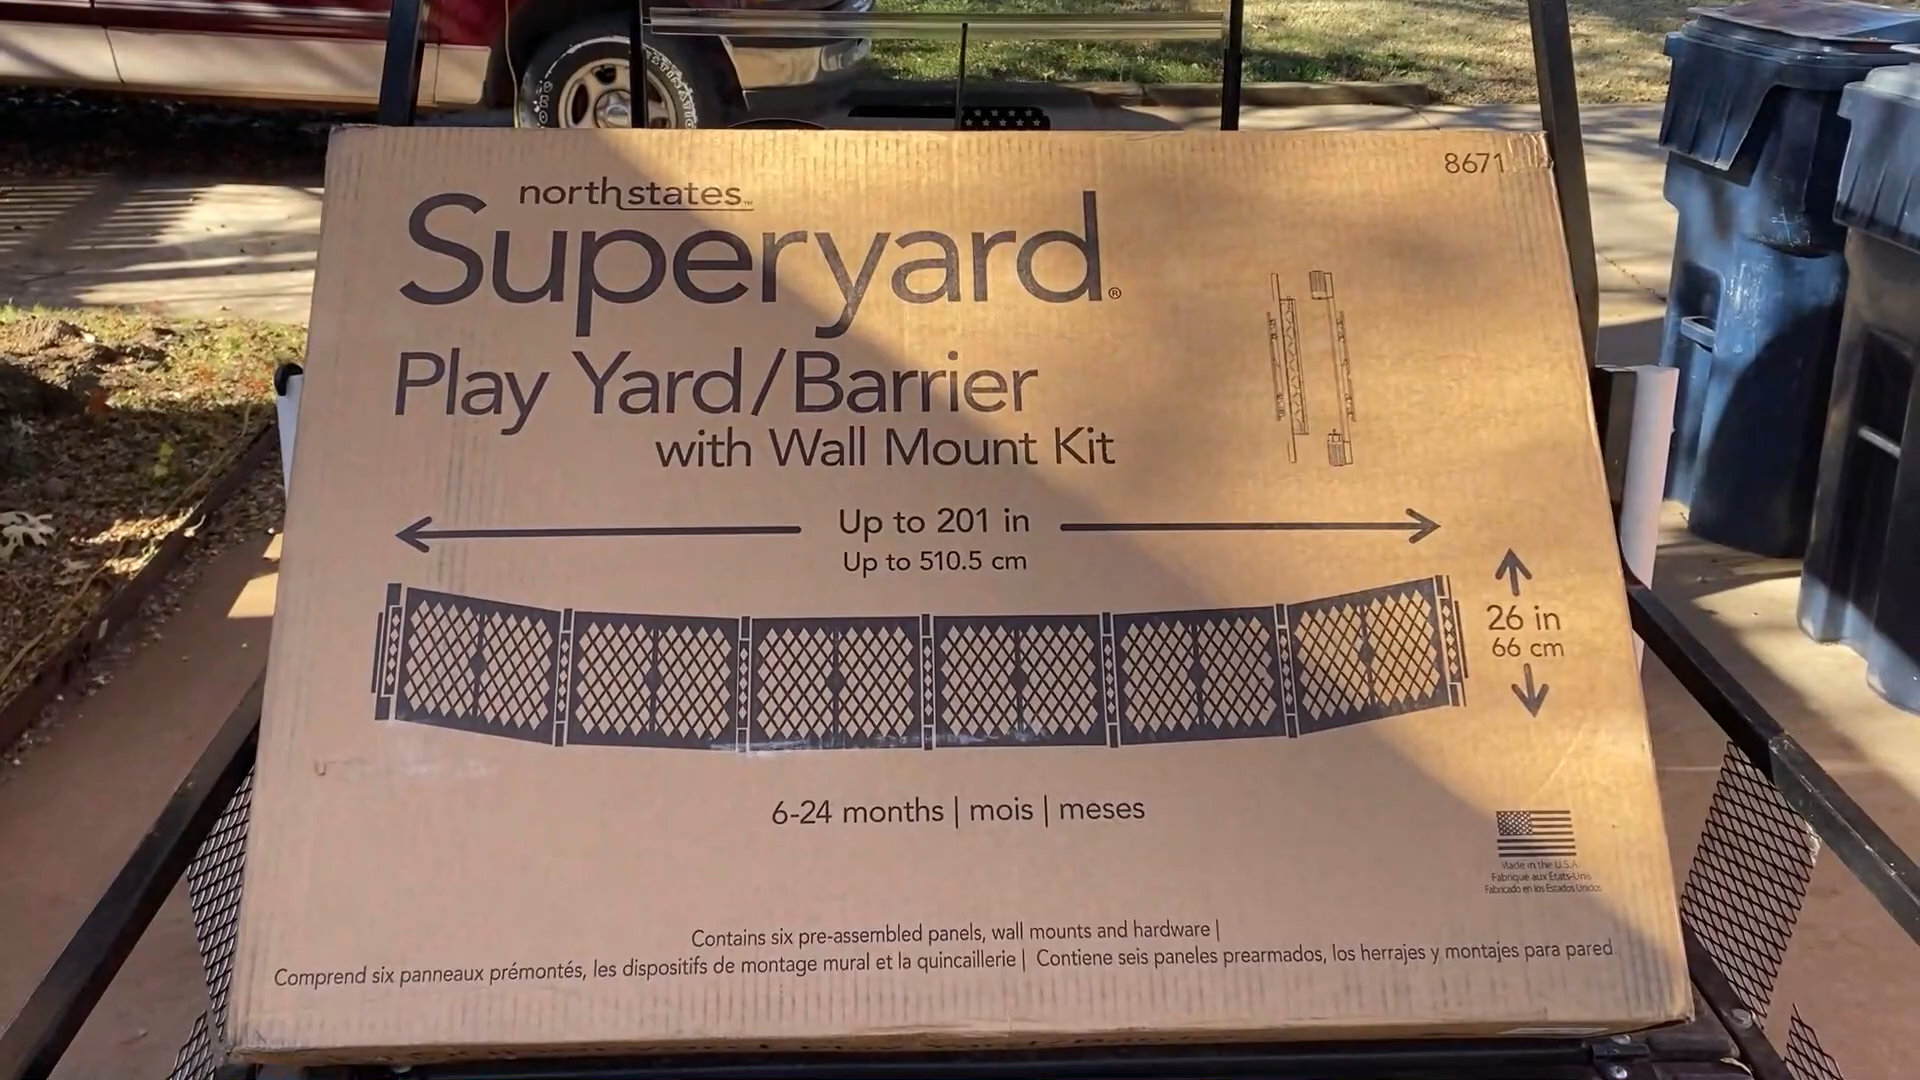 8671
northstates™
Superyard®
Play Yard/Barrier
with Wall Mount Kit
Up to 201 in
Up to 510.5 cm
26 in
66 cm
6-24 months | mois | meses
Made in the U.S.A.
Fabriqué aux États-Unis
Fabricado en los Estados Unidos
Contains six pre-assembled panels, wall mounts and hardware |
Comprend six panneaux prémontés, les dispositifs de montage mural et la quincaillerie | Contiene seis paneles prearmados, los herrajes y montajes para pared.